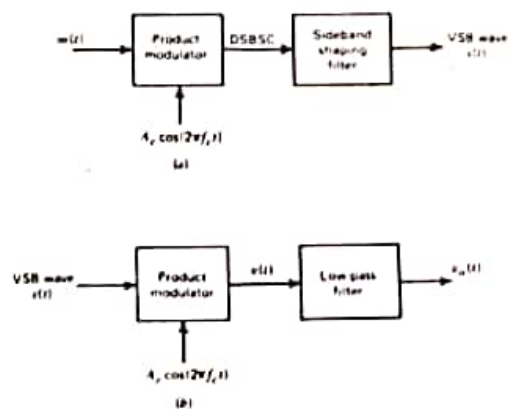 m(t)
Product
modulator
DSBSC
Sideband
shaping
filter
VSB wave
s(t)
A_c cos(2πf_c t)
(a)
VSB wave
s(t)
Product
modulator
v(t)
Low pass
filter
v_o(t)
A_c cos(2πf_c t)
(b)